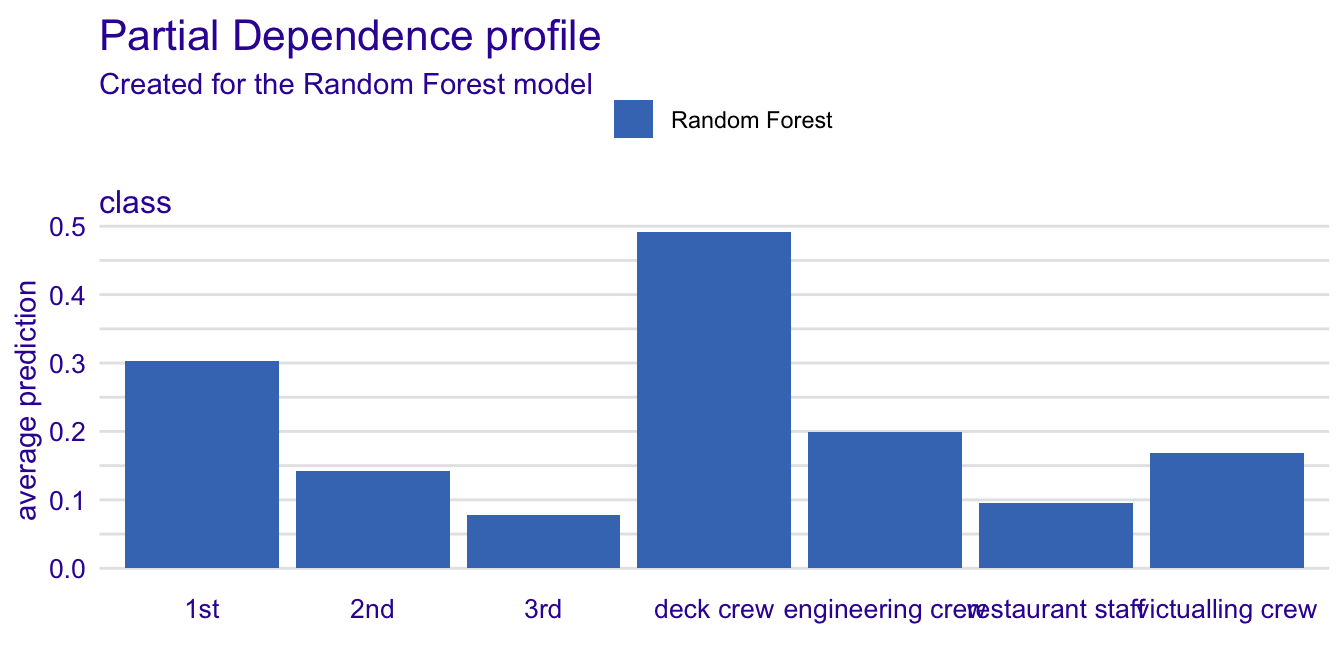 Partial Dependence profile
Created for the Random Forest model
Random Forest
class
average prediction
0.5
0.4
0.3
0.2
0.1
0.0
1st 2nd 3rd deck crew engineering crew restaurant staff victualling crew